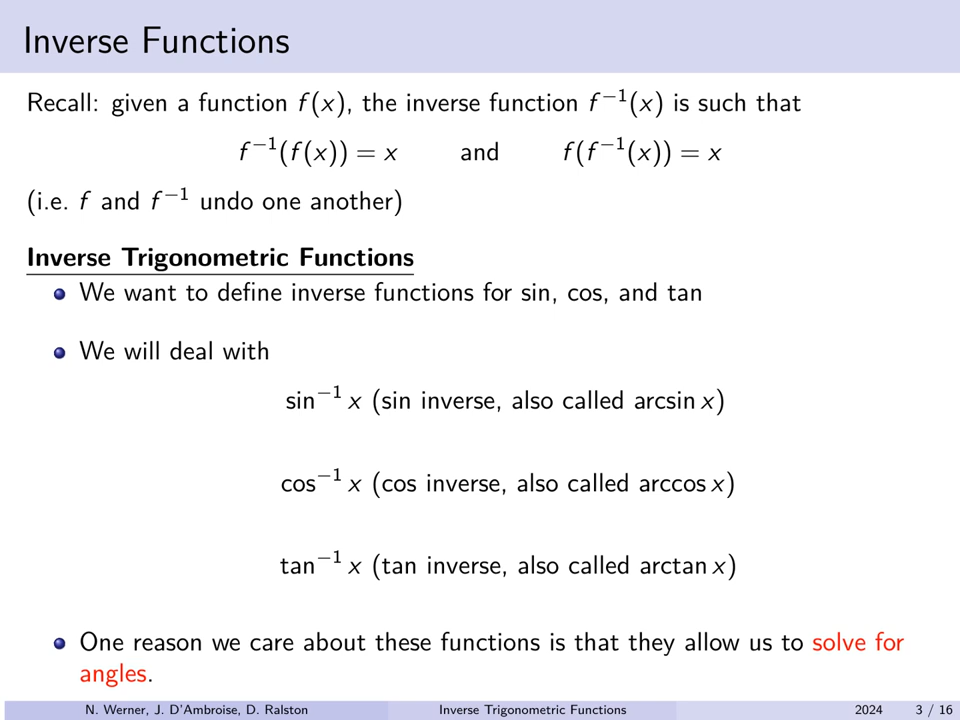 Inverse Functions
Recall: given a function f(x), the inverse function f⁻¹(x) is such that
f⁻¹(f(x)) = x and f(f⁻¹(x)) = x
(i.e. f and f⁻¹ undo one another)
Inverse Trigonometric Functions
We want to define inverse functions for sin, cos, and tan
We will deal with
sin⁻¹ x (sin inverse, also called arcsin x)
cos⁻¹ x (cos inverse, also called arccos x)
tan⁻¹ x (tan inverse, also called arctan x)
One reason we care about these functions is that they allow us to solve for
angles.
N. Werner, J. D'Ambroise, D. Ralston Inverse Trigonometric Functions 2024 3 / 16